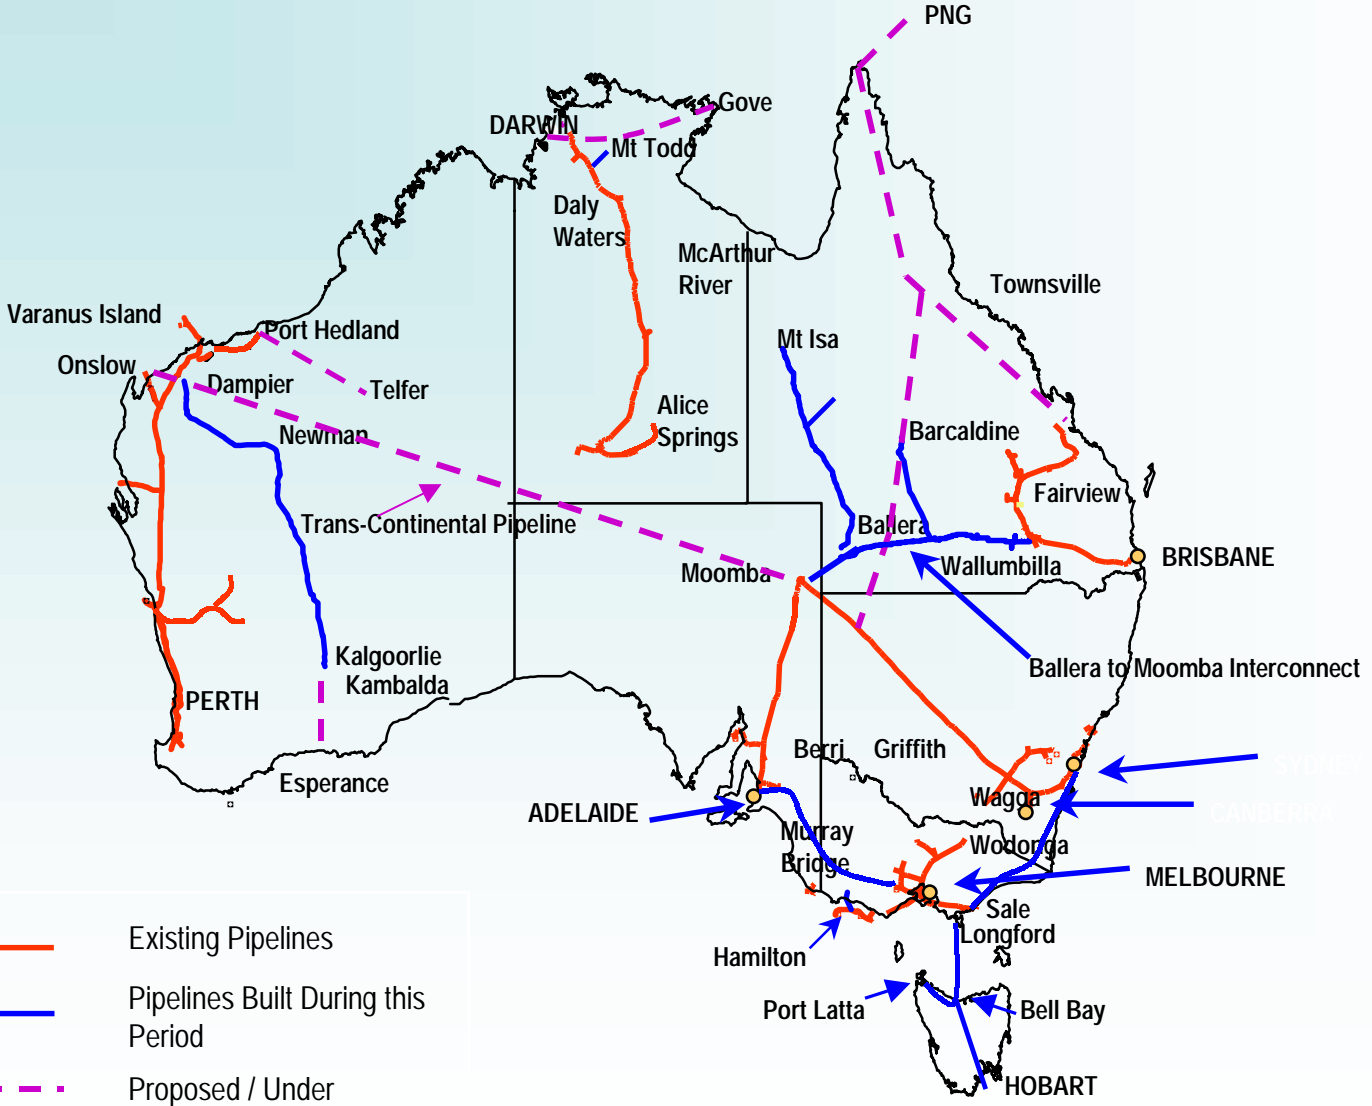 PNG
Gove
DARWIN
Mt Todd
Daly
Waters
McArthur
River
Townsville
Varanus Island
Port Hedland
Mt Isa
Onslow
Dampier
Telfer
Alice
Springs
Newman
Barcaldine
Fairview
Trans-Continental Pipeline
Ballera
Wallumbilla
BRISBANE
Moomba
Kalgoorlie
Kambalda
Ballera to Moomba Interconnect
PERTH
Berri
Griffith
SYDNEY
Esperance
Wagga
CANBERRA
ADELAIDE
Murray
Bridge
Wodonga
MELBOURNE
Sale
Longford
Hamilton
Port Latta
Bell Bay
HOBART
Existing Pipelines
Pipelines Built During this
Period
Proposed / Under